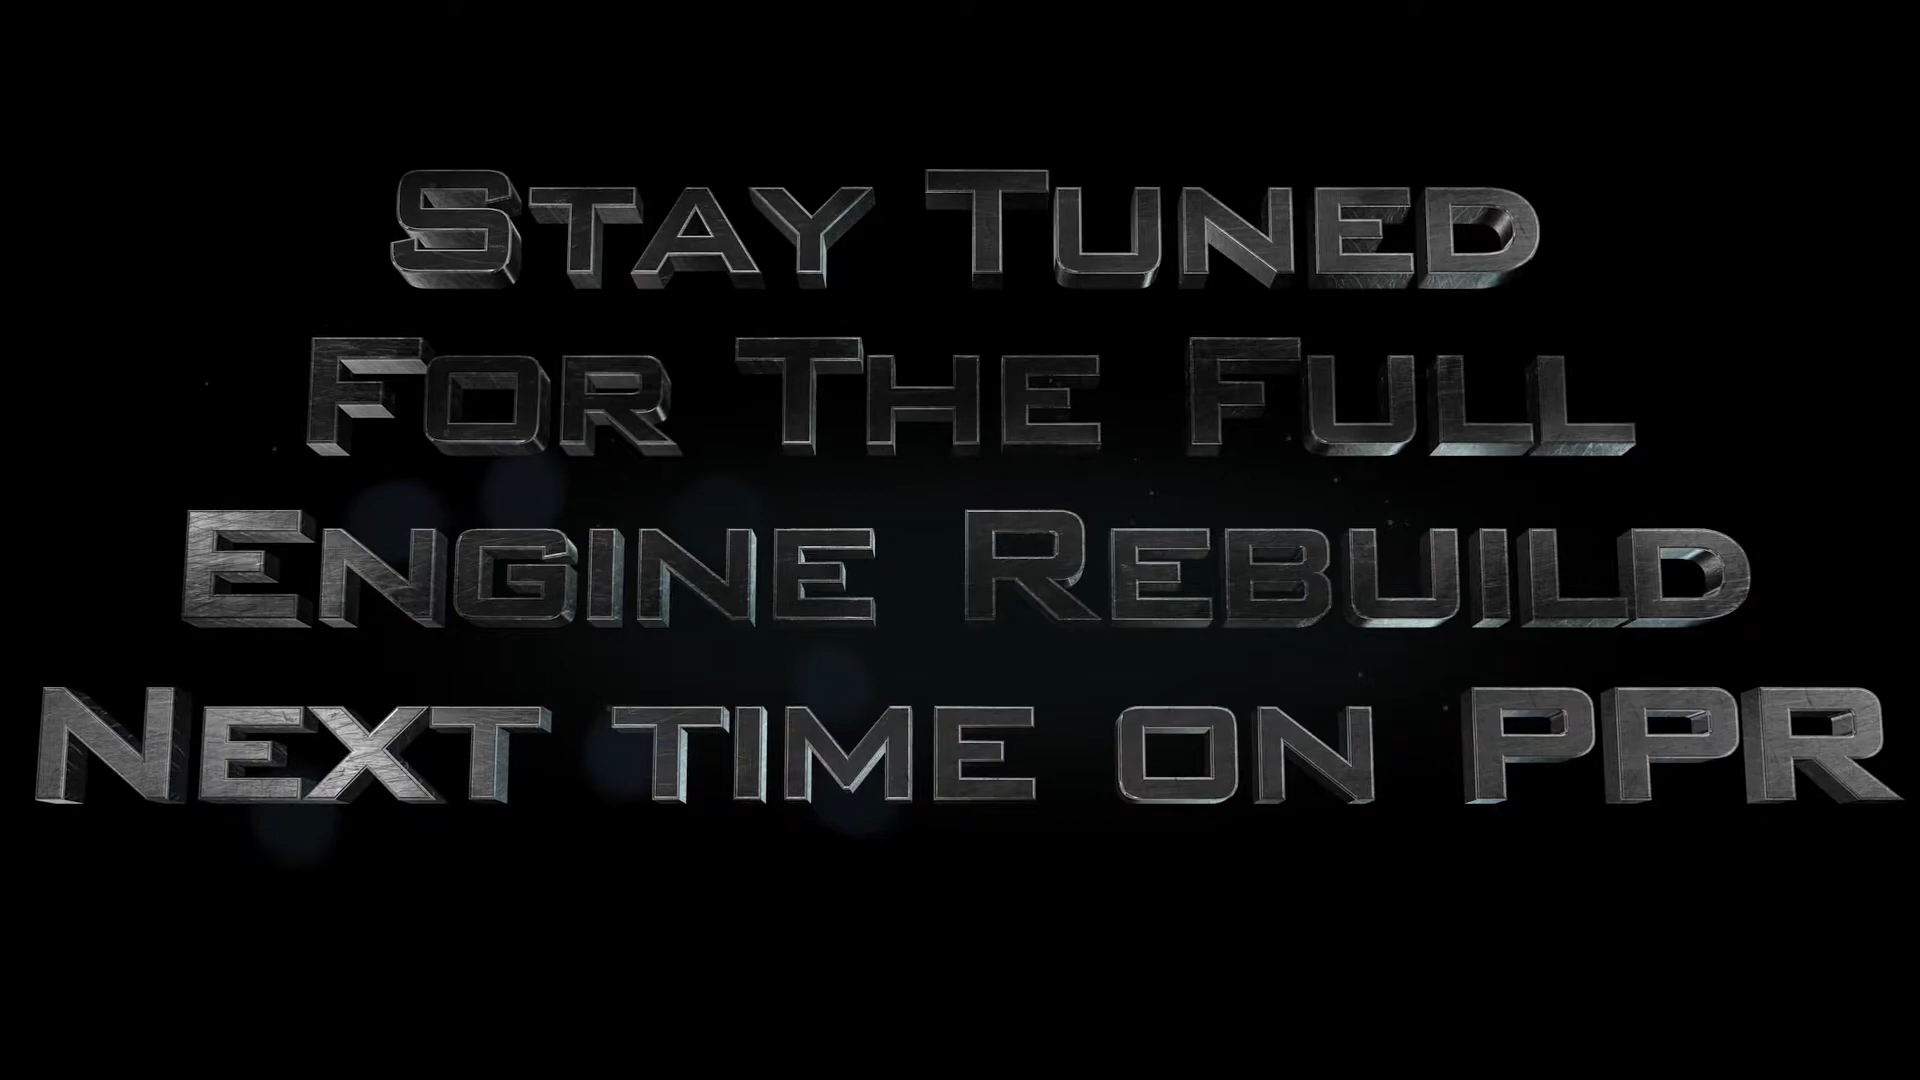 Stay Tuned
For The Full
Engine Rebuild
Next time on PPR